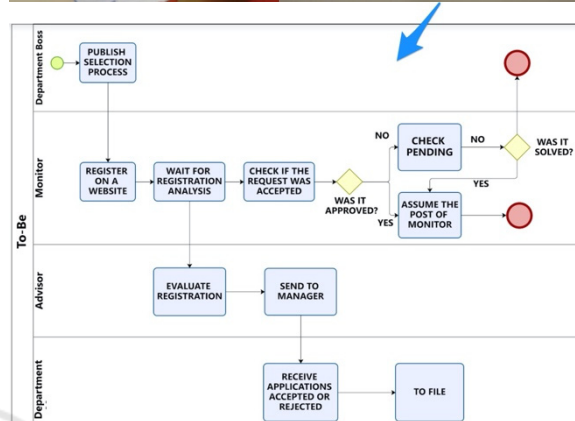 To-Be
Department Boss
PUBLISH
SELECTION
PROCESS
Monitor
REGISTER
ON A
WEBSITE
WAIT FOR
REGISTRATION
ANALYSIS
CHECK IF THE
REQUEST WAS
ACCEPTED
WAS IT
APPROVED?
NO
CHECK
PENDING
NO
WAS IT
SOLVED?
YES
YES
ASSUME THE
POST OF
MONITOR
Advisor
EVALUATE
REGISTRATION
SEND TO
MANAGER
Department
RECEIVE
APPLICATIONS
ACCEPTED OR
REJECTED
TO FILE